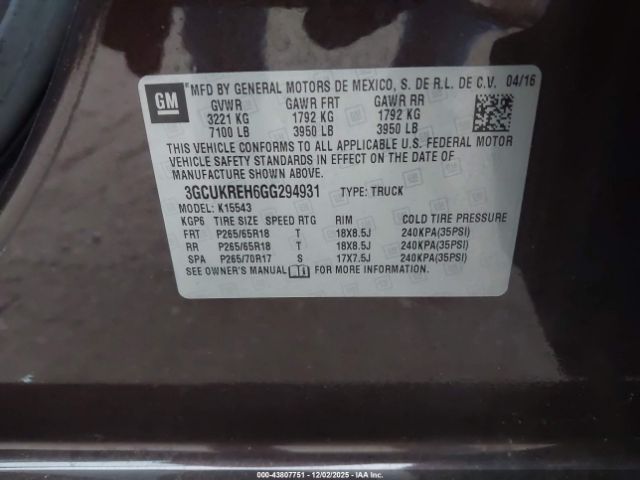 GM
MFD BY GENERAL MOTORS DE MEXICO, S. DE R.L. DE C.V. 04/16
GVWR GAWR FRT GAWR RR
3221 KG 1792 KG 1792 KG
7100 LB 3950 LB 3950 LB
THIS VEHICLE CONFORMS TO ALL APPLICABLE U.S. FEDERAL MOTOR
VEHICLE SAFETY STANDARDS IN EFFECT ON THE DATE OF
MANUFACTURE SHOWN ABOVE.
3GCUKREH6GG294931 TYPE: TRUCK
MODEL: K15543
KGP6 TIRE SIZE SPEED RTG RIM COLD TIRE PRESSURE
FRT P265/65R18 T 18X8.5J 240KPA(35PSI)
RR P265/65R18 T 18X8.5J 240KPA(35PSI)
SPA P265/70R17 S 17X7.5J 240KPA(35PSI)
SEE OWNER'S MANUAL FOR MORE INFORMATION
000-43807751 - 12/02/2025 - IAA Inc.